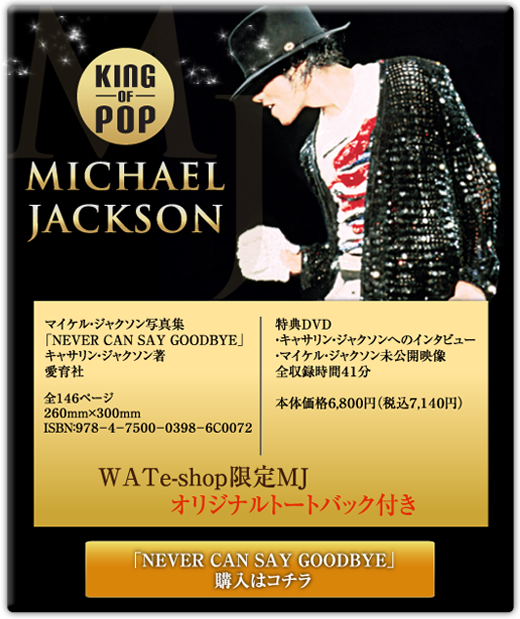 KING
OF
POP
MJ
MICHAEL
JACKSON
マイケル・ジャクソン写真集
「NEVER CAN SAY GOODBYE」
キャサリン・ジャクソン著
愛育社
全146ページ
260mm×300mm
ISBN:978-4-7500-0398-6C0072
特典DVD
・キャサリン・ジャクソンへのインタビュー
・マイケル・ジャクソン未公開映像
全収録時間41分
本体価格6,800円(税込7,140円)
WATe-shop限定MJ
オリジナルトートバック付き
「NEVER CAN SAY GOODBYE」
購入はコチラ